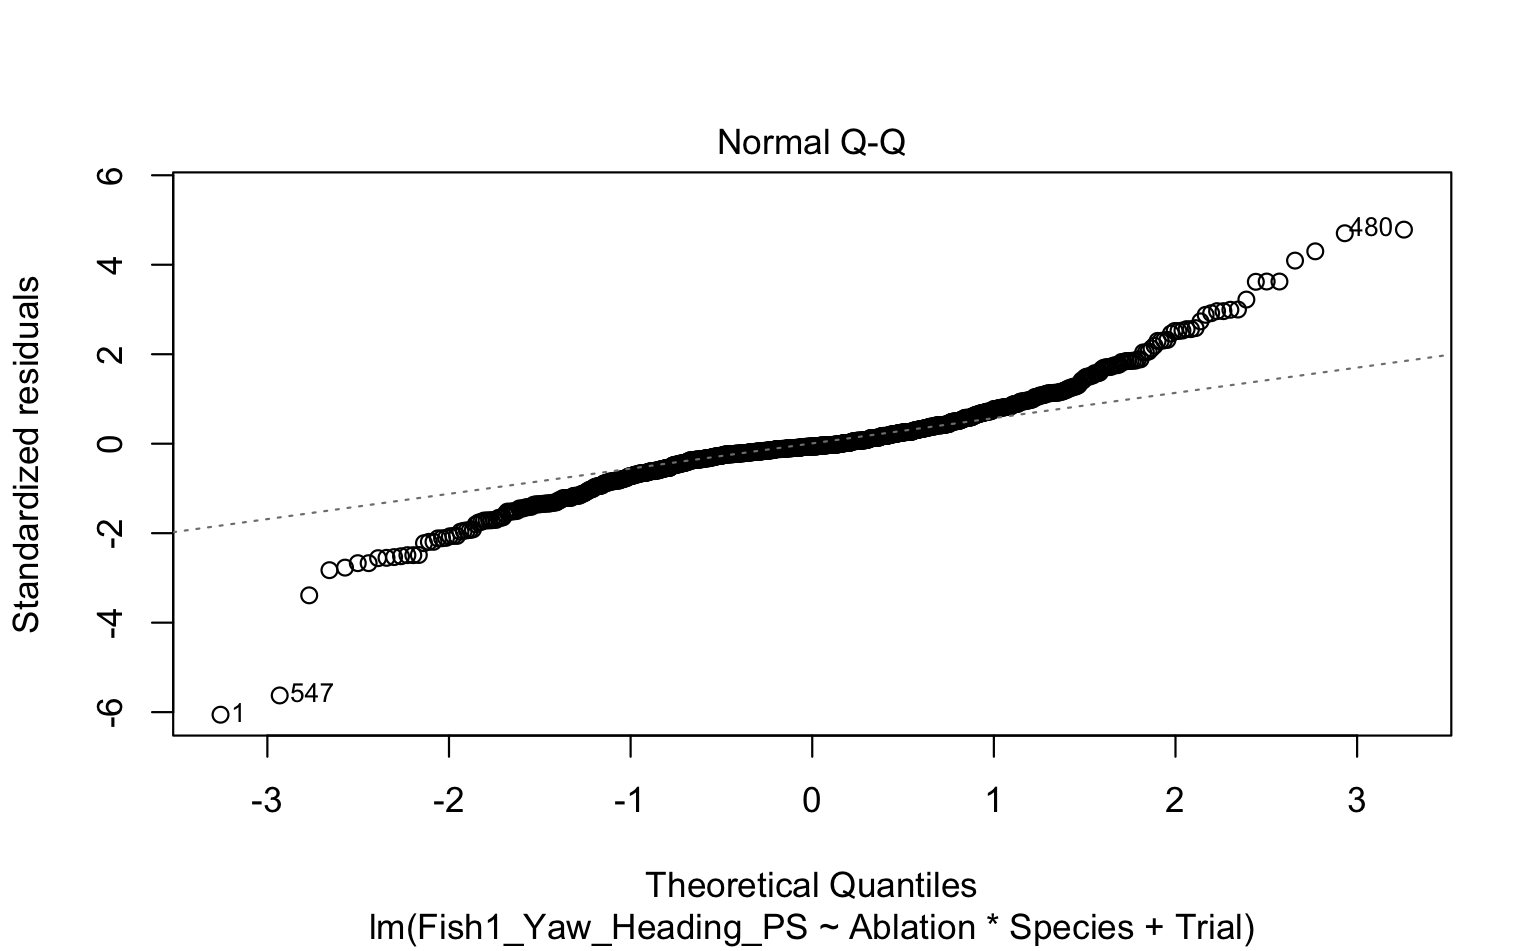 Normal Q-Q
Standardized residuals
6
4
2
0
-2
-4
-6
480
547
1
-3 -2 -1 0 1 2 3
Theoretical Quantiles
lm(Fish1_Yaw_Heading_PS ~ Ablation * Species + Trial)